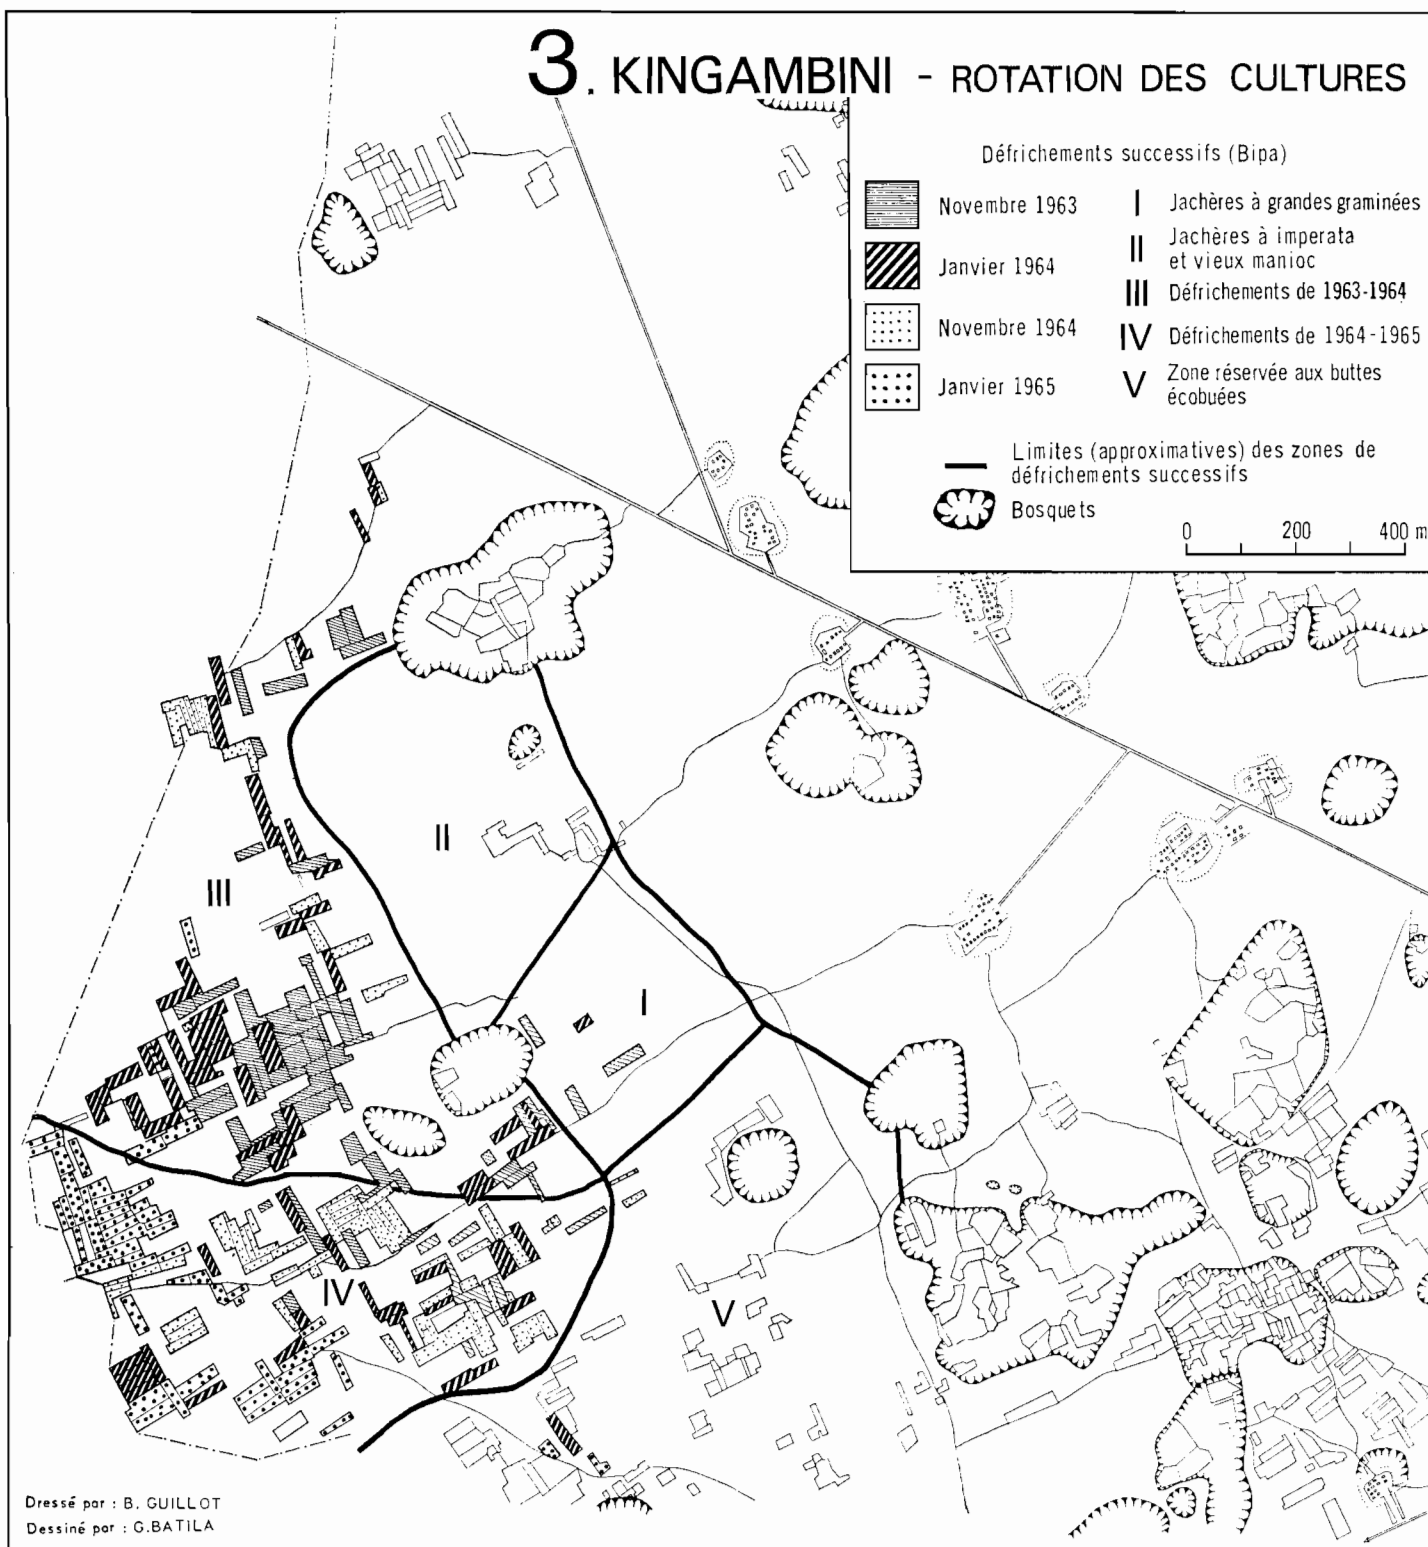 3. KINGAMBINI - ROTATION DES CULTURES
Défrichements successifs (Bipa)
Novembre 1963
Janvier 1964
Novembre 1964
Janvier 1965
I Jachères à grandes graminées
II Jachères à imperata
et vieux manioc
III Défrichements de 1963-1964
IV Défrichements de 1964-1965
V Zone réservée aux buttes
écobuées
Limites (approximatives) des zones de
défrichements successifs
Bosquets
0 200 400 m
II
III
I
IV
V
Dressé par : B. GUILLOT
Dessiné par : G.BATILA